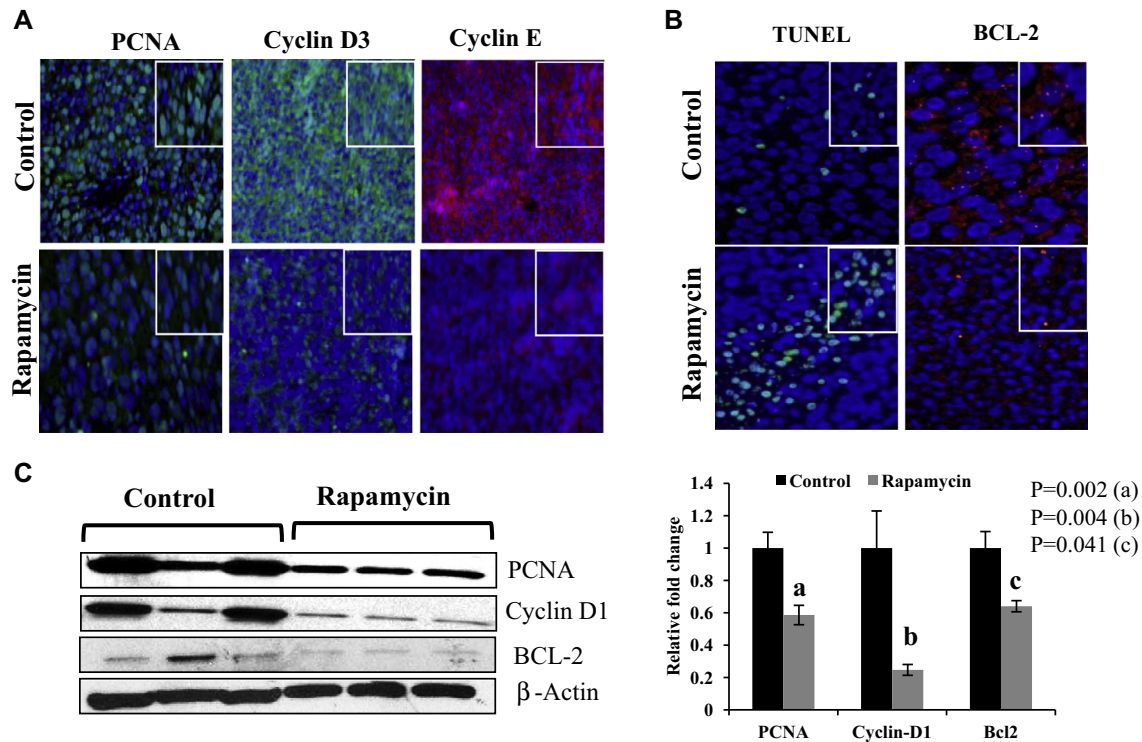 A
PCNA Cyclin D3 Cyclin E
Control
Rapamycin
B
TUNEL BCL-2
Control
Rapamycin
C
Control Rapamycin
PCNA
Cyclin D1
BCL-2
β-Actin
Relative fold change
1.4
1.2
1
0.8
0.6
0.4
0.2
0
Control Rapamycin
a
b
c
PCNA Cyclin-D1 Bcl2
P=0.002 (a)
P=0.004 (b)
P=0.041 (c)